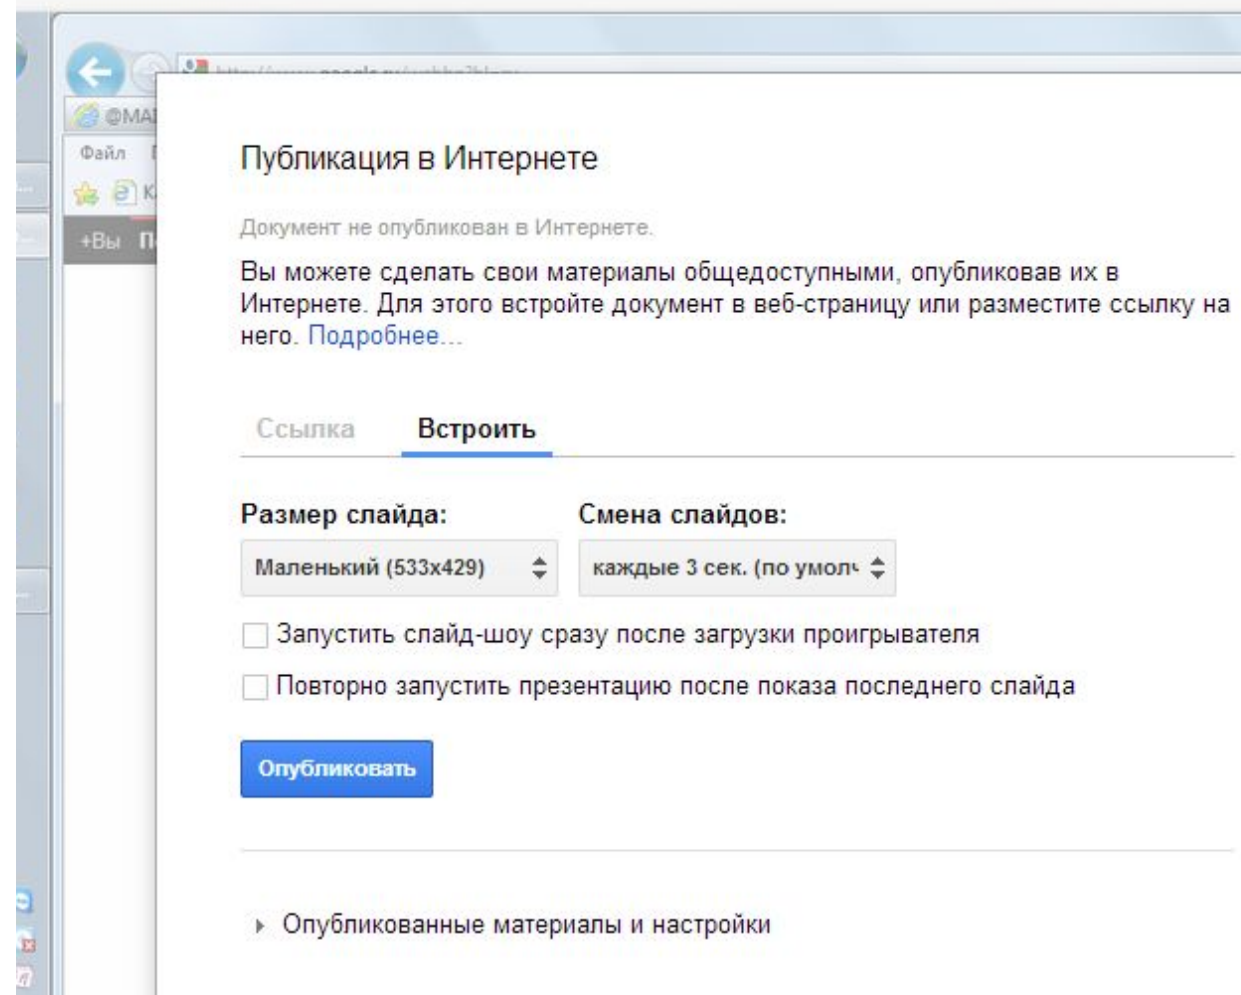 @MAI
Файл
+Вы
Публикация в Интернете
Документ не опубликован в Интернете.
Вы можете сделать свои материалы общедоступными, опубликовав их в
Интернете. Для этого встройте документ в веб-страницу или разместите ссылку на
него. Подробнее...
Ссылка Встроить
Размер слайда: Смена слайдов:
Маленький (533x429) каждые 3 сек. (по умолч
Запустить слайд-шоу сразу после загрузки проигрывателя
Повторно запустить презентацию после показа последнего слайда
Опубликовать
Опубликованные материалы и настройки